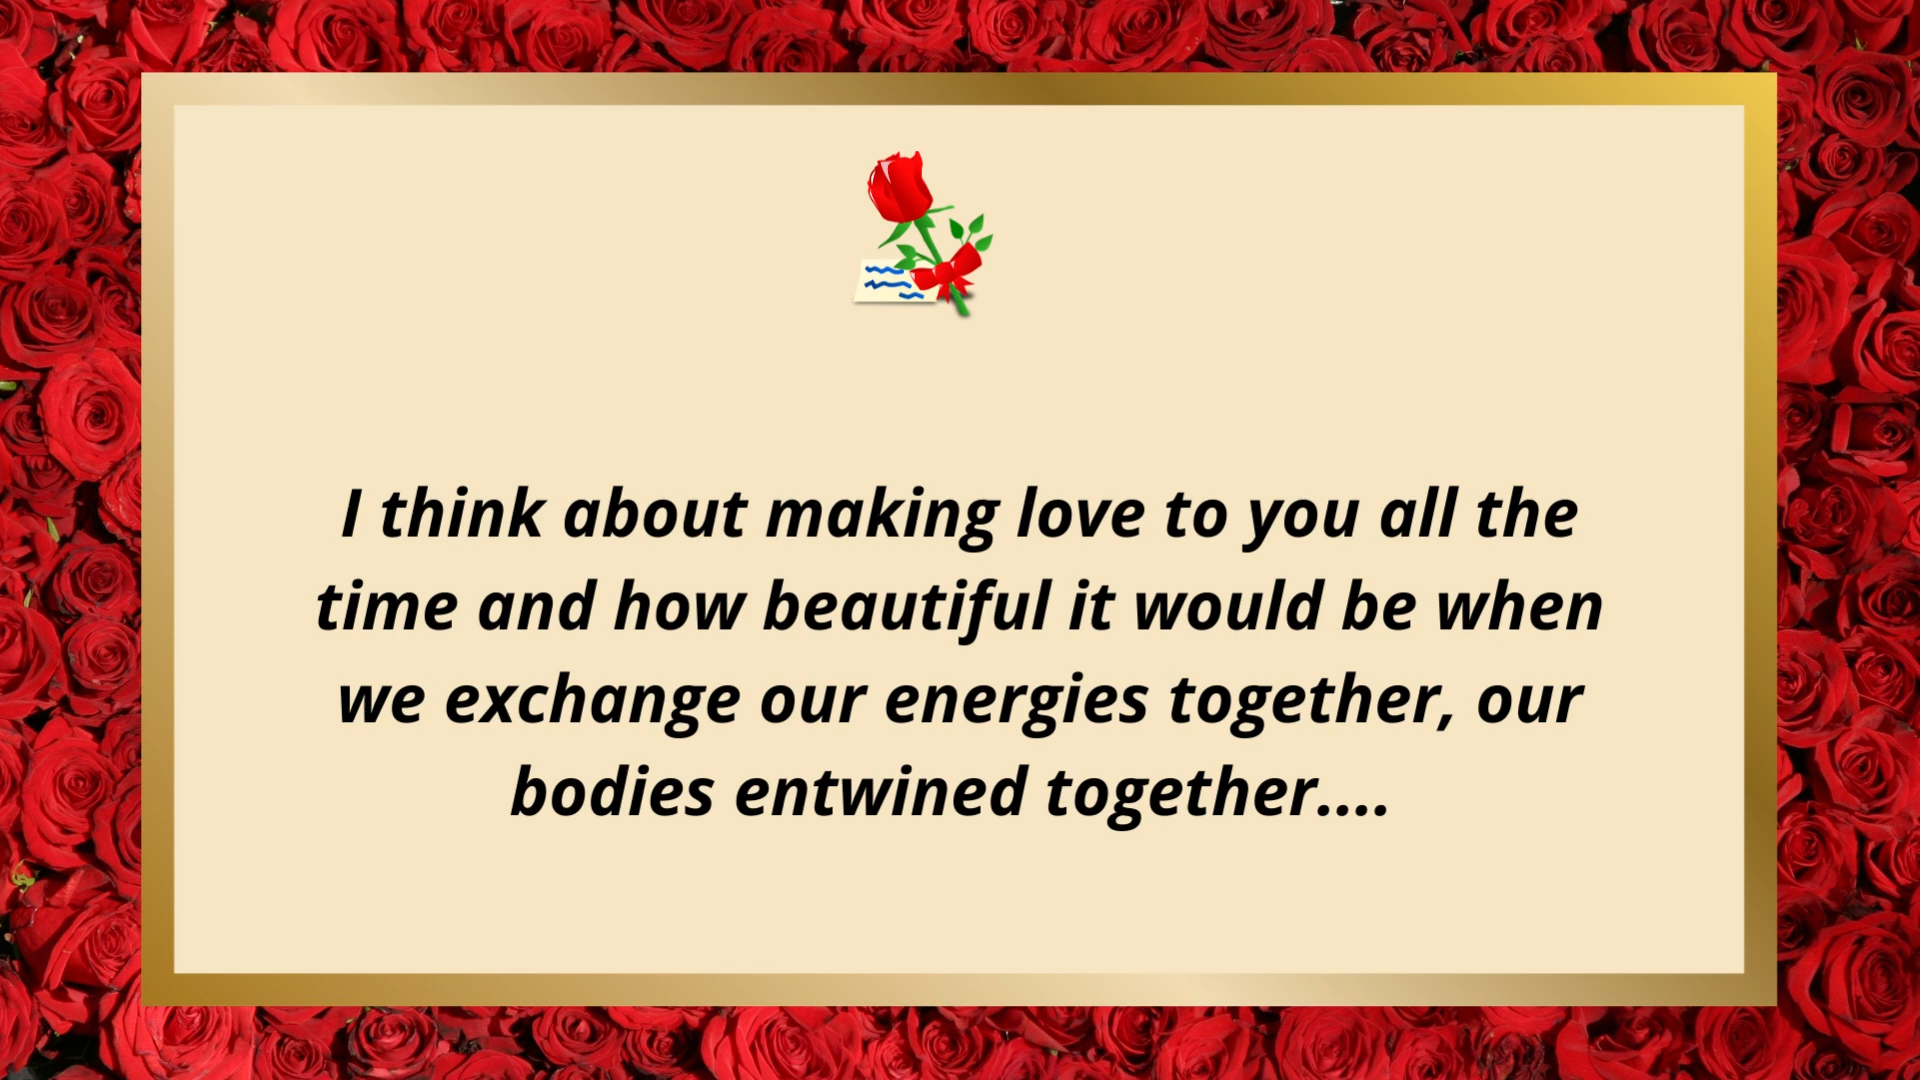 I think about making love to you all the
time and how beautiful it would be when
we exchange our energies together, our
bodies entwined together....